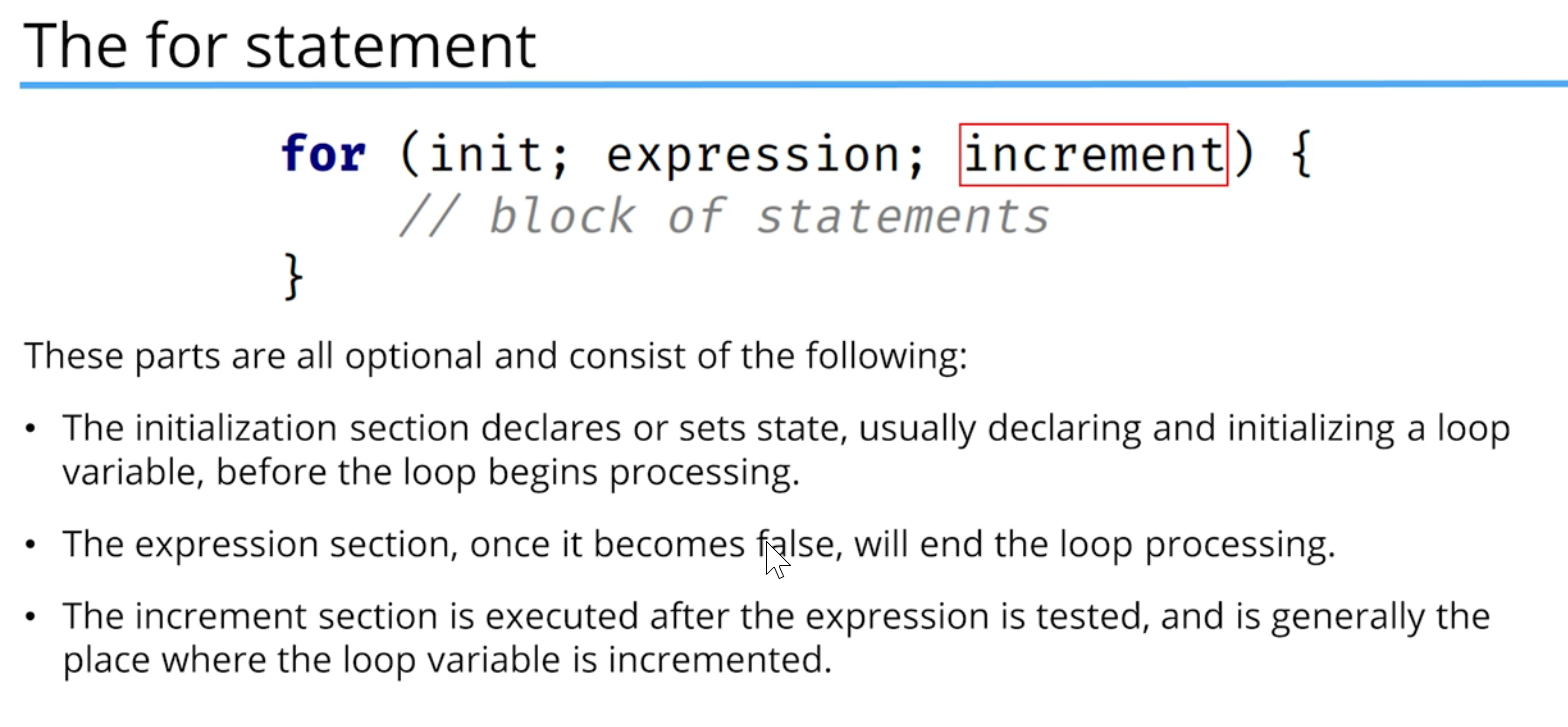 The for statement
for (init; expression; increment) {
// block of statements
}
These parts are all optional and consist of the following:
• The initialization section declares or sets state, usually declaring and initializing a loop
variable, before the loop begins processing.
• The expression section, once it becomes false, will end the loop processing.
• The increment section is executed after the expression is tested, and is generally the
place where the loop variable is incremented.